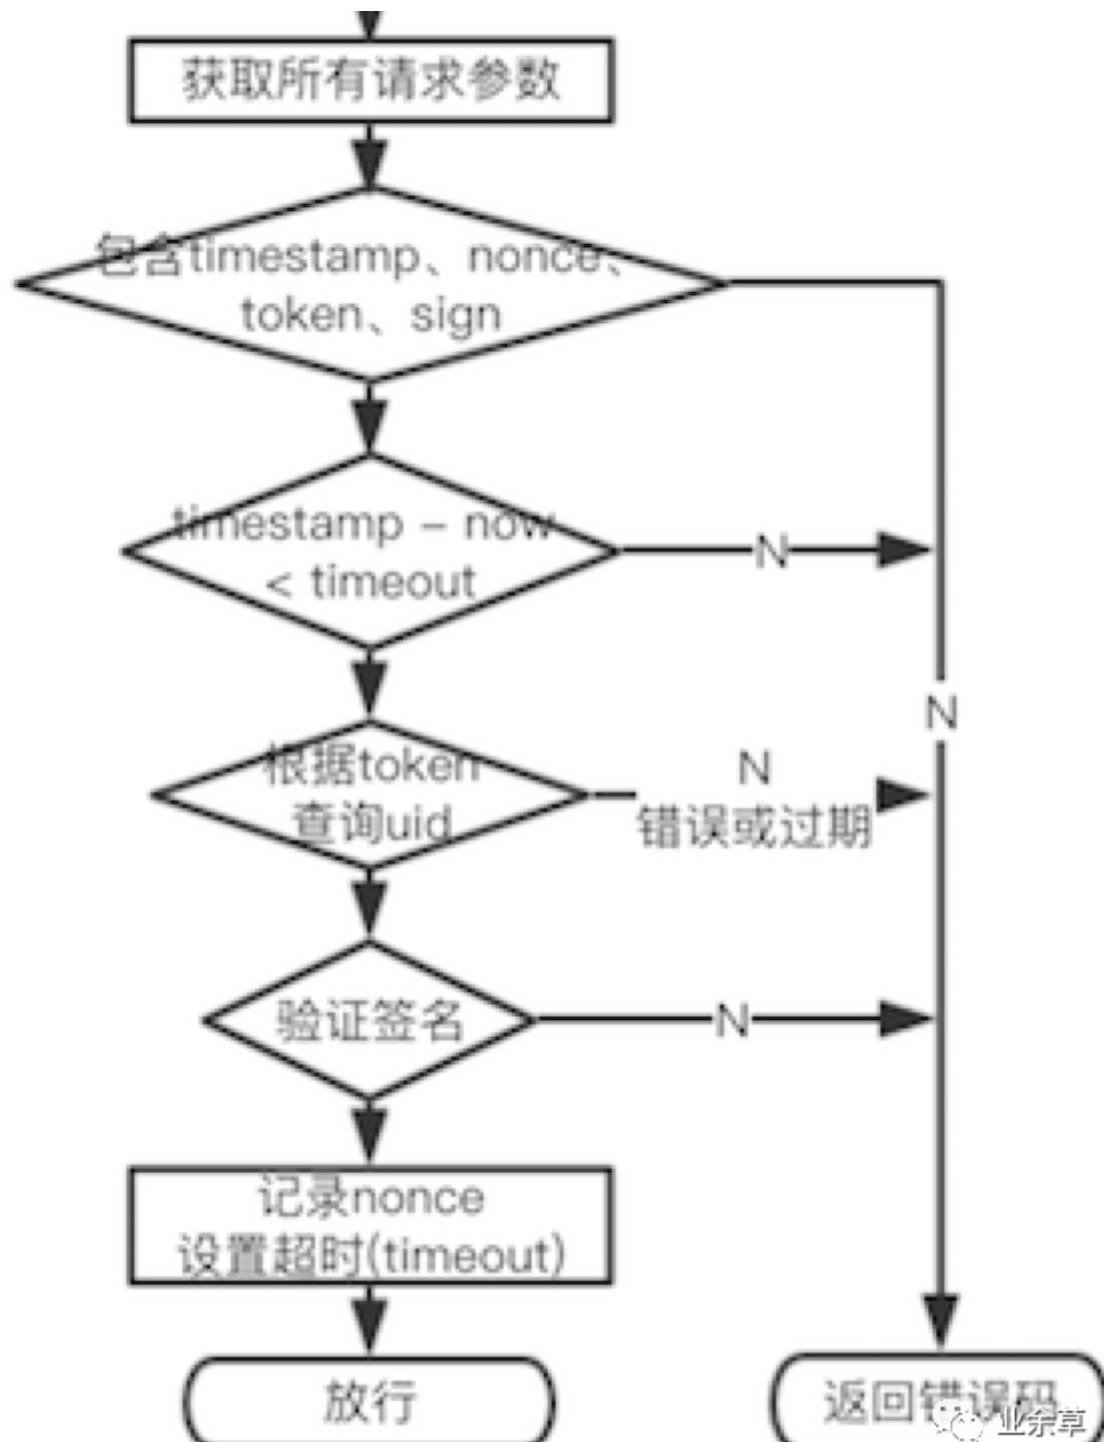 获取所有请求参数
包含timestamp、nonce、
token、sign
timestamp – now
< timeout
N
N
根据token
查询uid
N
错误或过期
验证签名
N
记录nonce
设置超时(timeout)
放行
返回错误码
业余草